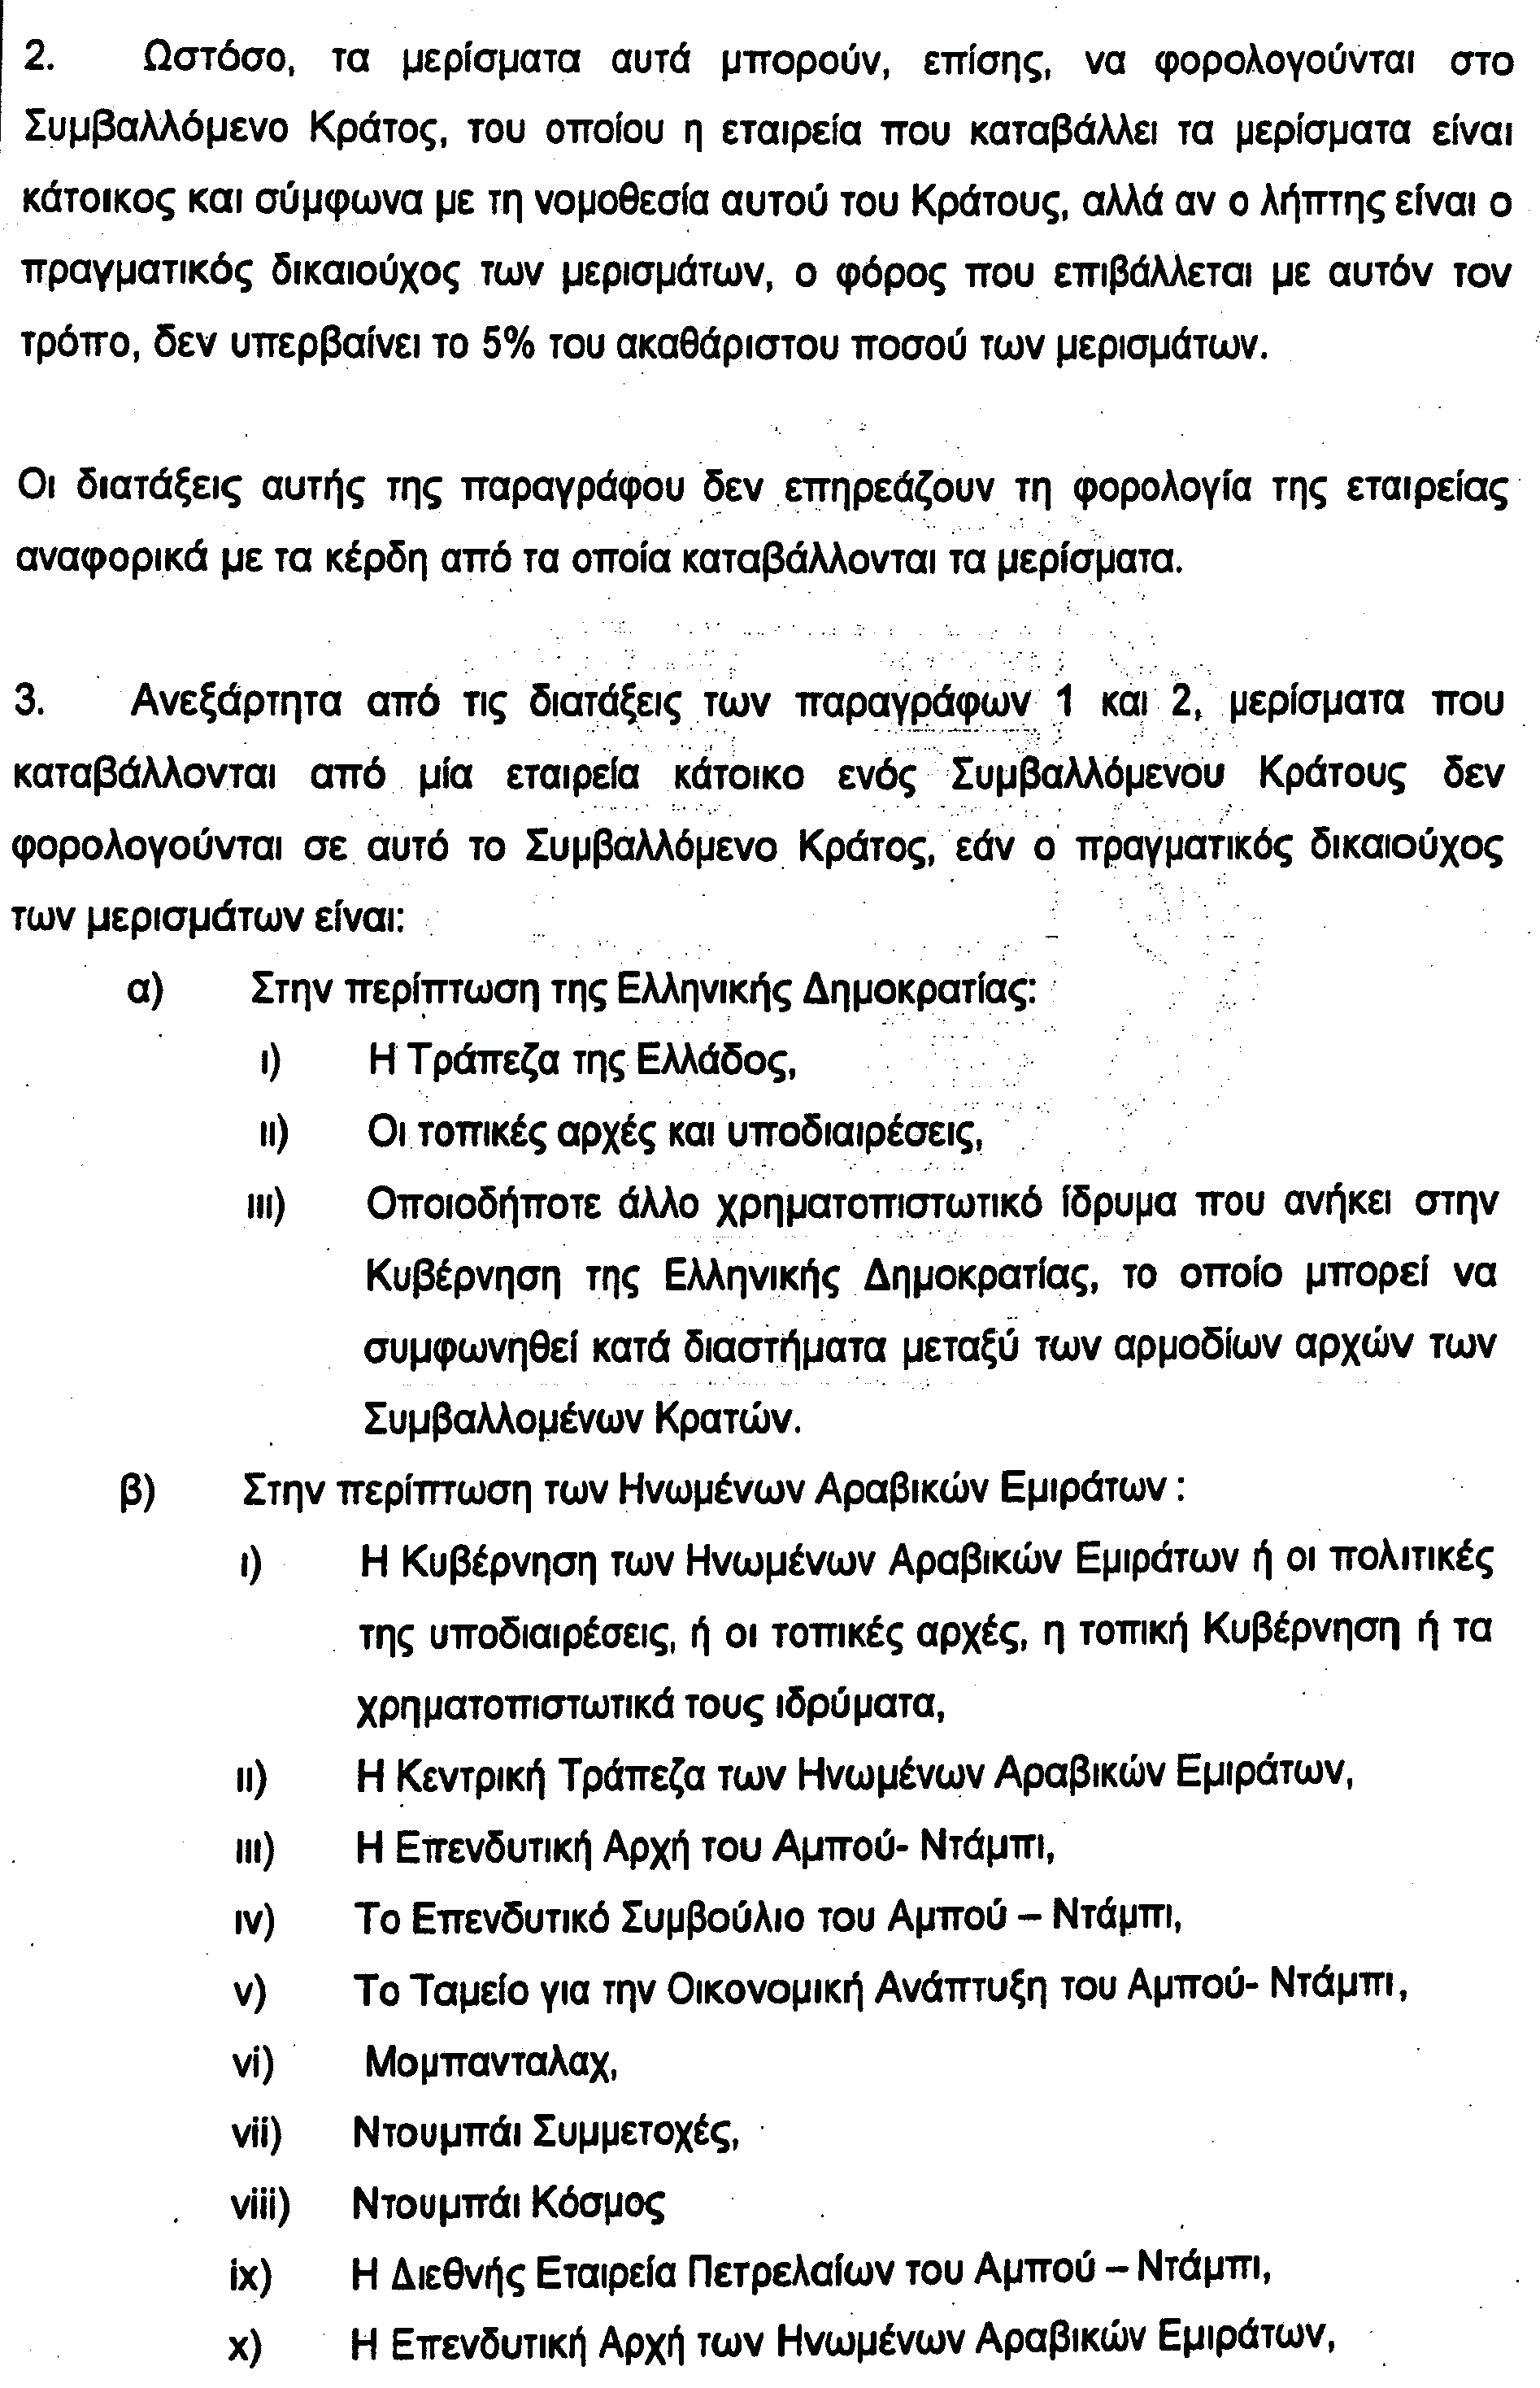 2. Ωστόσο, τα μερίσματα αυτά μπορούν, επίσης, να φορολογούνται στο
Συμβαλλόμενο Κράτος, του οποίου η εταιρεία που καταβάλλει τα μερίσματα είναι
κάτοικος και σύμφωνα με τη νομοθεσία αυτού του Κράτους, αλλά αν ο λήπτης είναι ο
πραγματικός δικαιούχος των μερισμάτων, ο φόρος που επιβάλλεται με αυτόν τον
τρόπο, δεν υπερβαίνει το 5% του ακαθάριστου ποσού των μερισμάτων.
Οι διατάξεις αυτής της παραγράφου δεν επηρεάζουν τη φορολογία της εταιρείας
αναφορικά με τα κέρδη από τα οποία καταβάλλονται τα μερίσματα.
3. Ανεξάρτητα από τις διατάξεις των παραγράφων 1 και 2, μερίσματα που
καταβάλλονται από μία εταιρεία κάτοικο ενός Συμβαλλόμενου Κράτους δεν
φορολογούνται σε αυτό το Συμβαλλόμενο Κράτος, εάν ο πραγματικός δικαιούχος
των μερισμάτων είναι:
α) Στην περίπτωση της Ελληνικής Δημοκρατίας:
ι) Η Τράπεζα της Ελλάδος,
ιι) Οι τοπικές αρχές και υποδιαιρέσεις,
ιιι) Οποιοδήποτε άλλο χρηματοπιστωτικό ίδρυμα που ανήκει στην
Κυβέρνηση της Ελληνικής Δημοκρατίας, το οποίο μπορεί να
συμφωνηθεί κατά διαστήματα μεταξύ των αρμοδίων αρχών των
Συμβαλλομένων Κρατών.
β) Στην περίπτωση των Ηνωμένων Αραβικών Εμιράτων :
ι) Η Κυβέρνηση των Ηνωμένων Αραβικών Εμιράτων ή οι πολιτικές
της υποδιαιρέσεις, ή οι τοπικές αρχές, η τοπική Κυβέρνηση ή τα
χρηματοπιστωτικά τους ιδρύματα,
ιι) Η Κεντρική Τράπεζα των Ηνωμένων Αραβικών Εμιράτων,
ιιι) Η Επενδυτική Αρχή του Αμπού- Ντάμπι,
ιv) Το Επενδυτικό Συμβούλιο του Αμπού – Ντάμπι,
v) Το Ταμείο για την Οικονομική Ανάπτυξη του Αμπού- Ντάμπι,
vi) Μομπανταλαχ,
vii) Ντουμπάι Συμμετοχές,
viii) Ντουμπάι Κόσμος
ix) Η Διεθνής Εταιρεία Πετρελαίων του Αμπού – Ντάμπι,
x) Η Επενδυτική Αρχή των Ηνωμένων Αραβικών Εμιράτων,